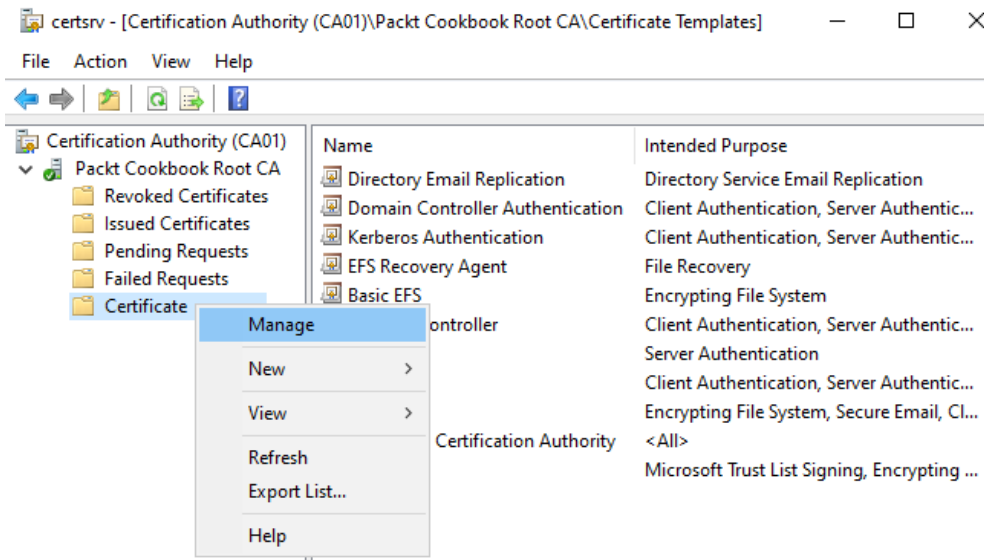 certsrv - [Certification Authority (CA01)\Packt Cookbook Root CA\Certificate Templates]
File Action View Help
Certification Authority (CA01)
Packt Cookbook Root CA
Revoked Certificates
Issued Certificates
Pending Requests
Failed Requests
Certificate
Manage
New
View
Refresh
Export List...
Help
Name Intended Purpose
Directory Email Replication Directory Service Email Replication
Domain Controller Authentication Client Authentication, Server Authentic...
Kerberos Authentication Client Authentication, Server Authentic...
EFS Recovery Agent File Recovery
Basic EFS Encrypting File System
ontroller Client Authentication, Server Authentic...
Server Authentication
Client Authentication, Server Authentic...
Encrypting File System, Secure Email, Cl...
Certification Authority <All>
Microsoft Trust List Signing, Encrypting ...